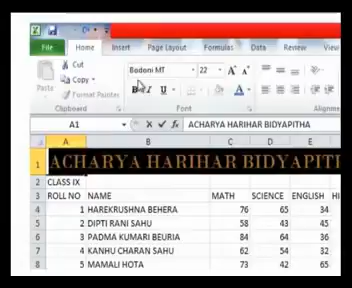 File Home Insert Page Layout Formulas Data Review View
Cut
Copy
Paste
Format Painter
Bodoni MT 22 A A
B I U A
Clipboard Font Alignme
A1 fx ACHARYA HARIHAR BIDYAPITHA
A B C D E
1 ACHARYA HARIHAR BIDYAPITH
2 CLASS IX
3 ROLL NO NAME MATH SCIENCE ENGLISH HI
4 1 HAREKRUSHNA BEHERA 76 65 34
5 2 DIPTI RANI SAHU 58 43 45
6 3 PADMA KUMARI BEURIA 84 64 36
7 4 KANHU CHARAN SAHU 62 54 32
8 5 MAMALI HOTA 73 42 65